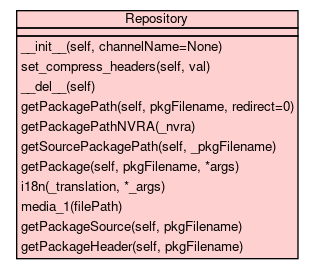 Repository
__init__(self, channelName=None)
set_compress_headers(self, val)
__del__(self)
getPackagePath(self, pkgFilename, redirect=0)
getPackagePathNVRA(_nvra)
getSourcePackagePath(self, _pkgFilename)
getPackage(self, pkgFilename, *args)
i18n(_translation, *_args)
media_1(filePath)
getPackageSource(self, pkgFilename)
getPackageHeader(self, pkgFilename)